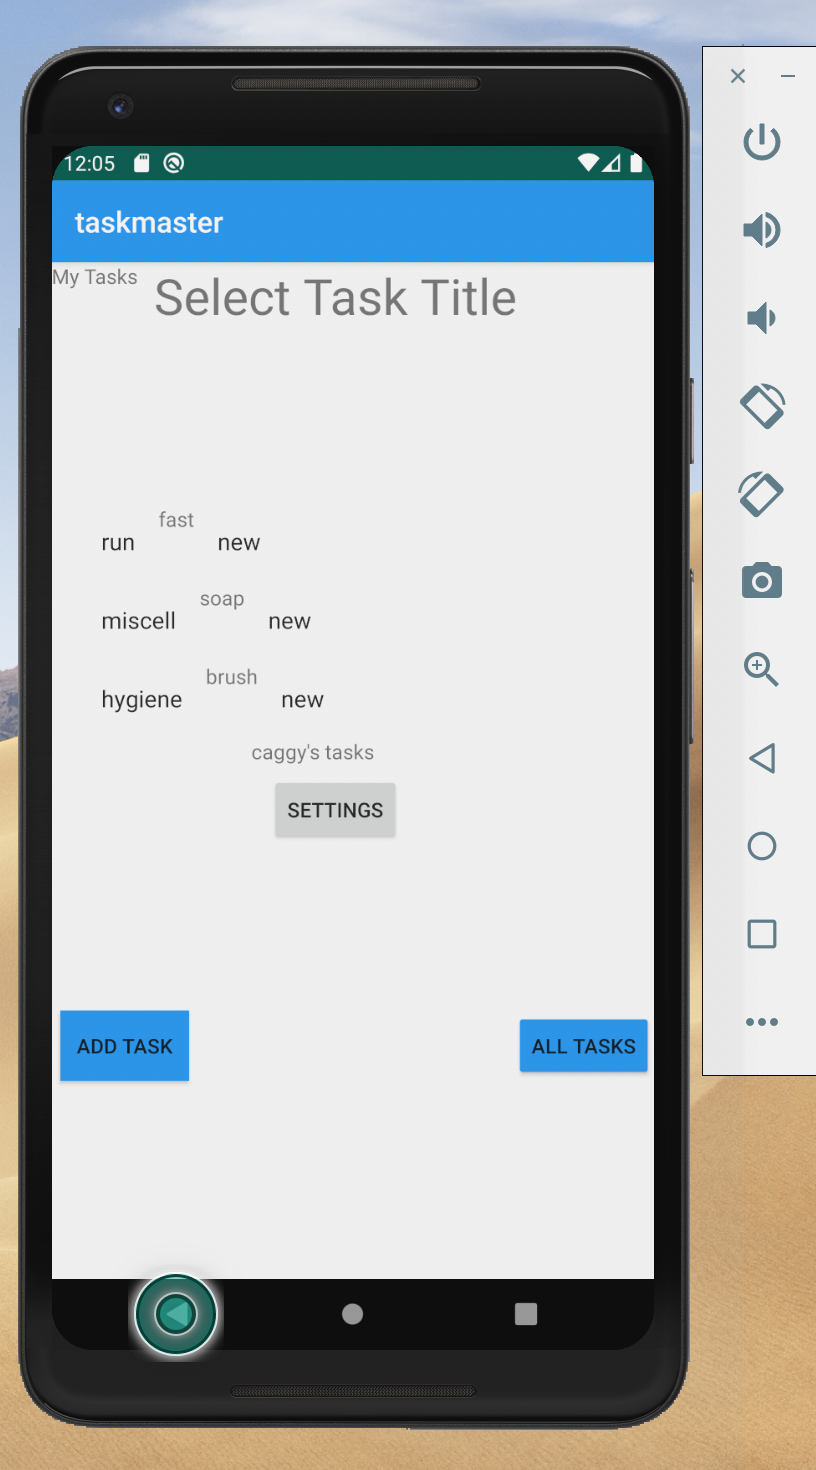 12:05
taskmaster
My Tasks
Select Task Title
fast
run new
soap
miscell new
brush
hygiene new
caggy's tasks
SETTINGS
ADD TASK ALL TASKS